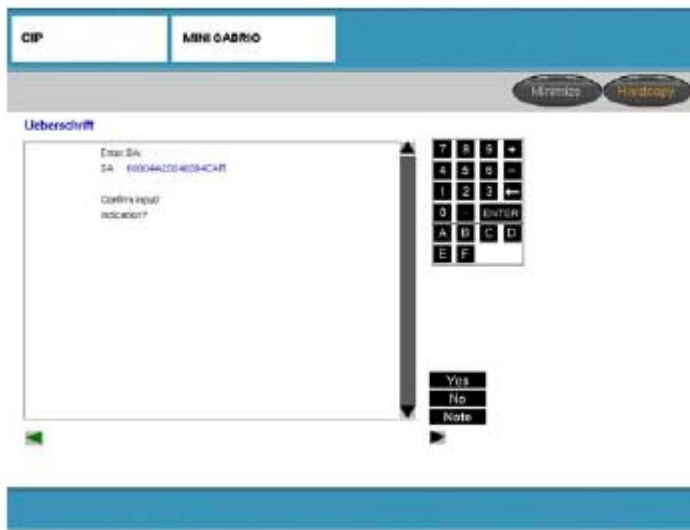 CIP
MINI CABRIO
Minimize Hardcopy
Ueberschrift
Enter SA:
SA
Confirm input/
indication?
7 8 9 +
4 5 6 -
1 2 3 ←
0 . ENTER
A B C D
E F
Yes
No
Note